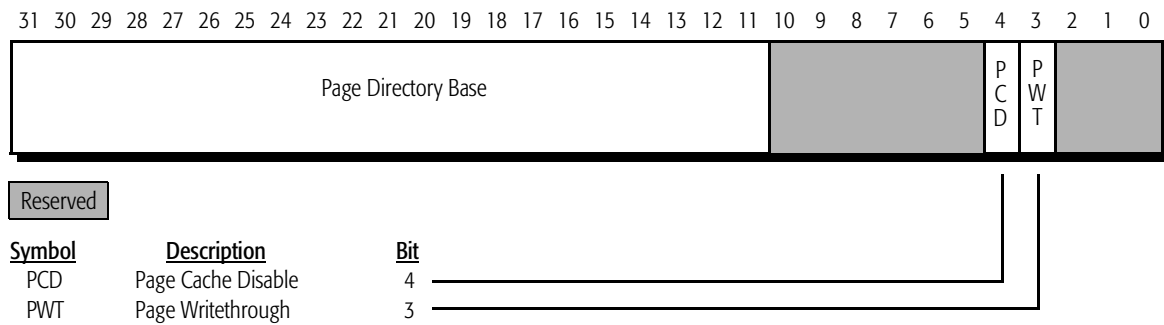 31 30 29 28 27 26 25 24 23 22 21 20 19 18 17 16 15 14 13 12 11 10 9 8 7 6 5 4 3 2 1 0
Page Directory Base
PCD
PWT
Reserved
Symbol Description Bit
PCD Page Cache Disable 4
PWT Page Writethrough 3